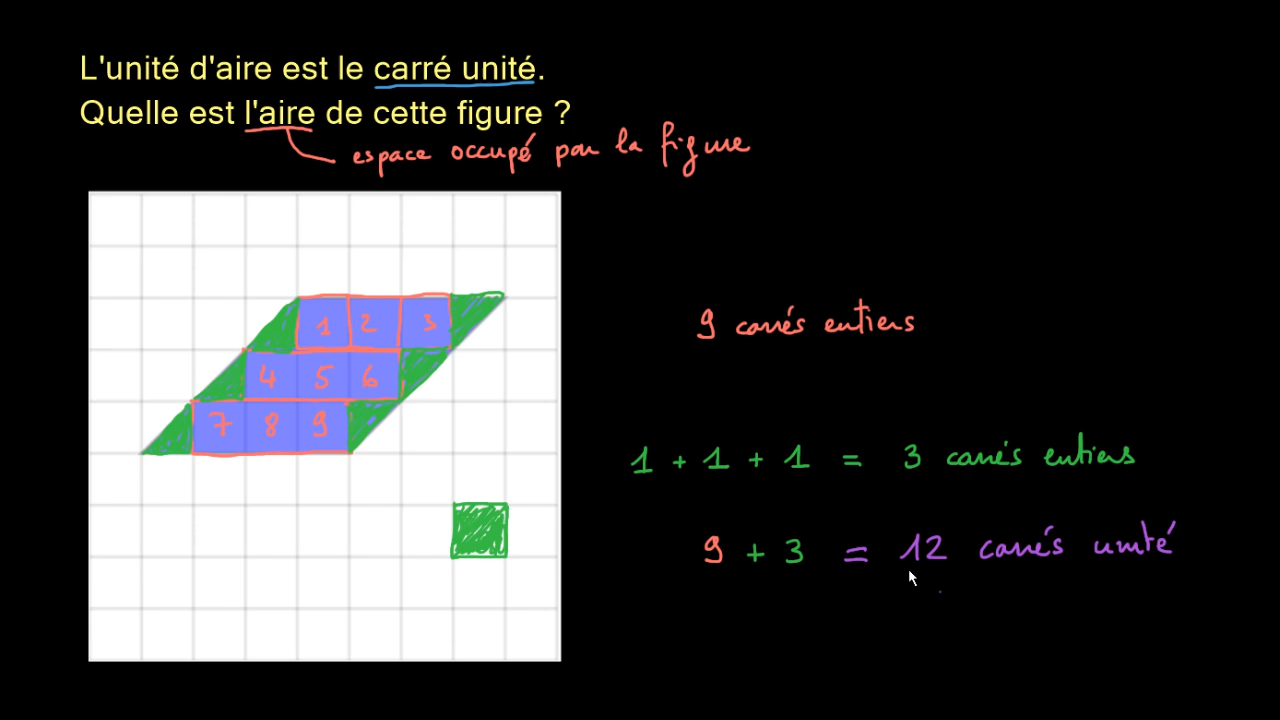 L'unité d'aire est le carré unité.
Quelle est l'aire de cette figure ?
espace occupé par la figure
1 2 3
4 5 6
7 8 9
9 carrés entiers
1 + 1 + 1 = 3 carrés entiers
9 + 3 = 12 carrés unité